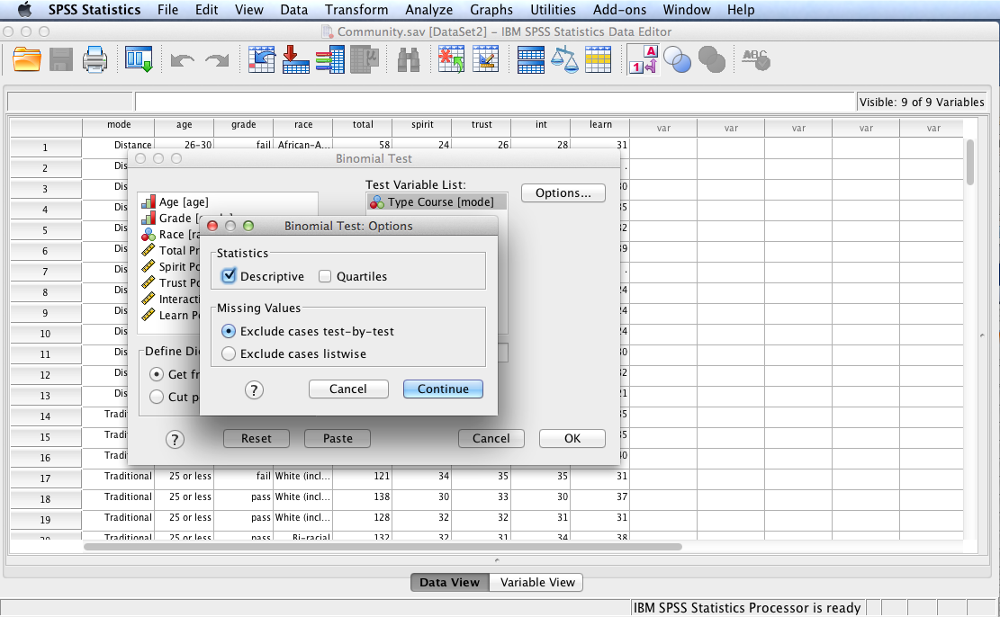 SPSS Statistics File Edit View Data Transform Analyze Graphs Utilities Add-ons Window Help
Community.sav [DataSet2] – IBM SPSS Statistics Data Editor
1 A
ABC
Visible: 9 of 9 Variables
mode age grade race total spirit trust int learn var var var var var
1 Distance 26-30 fail African-A... 58 24 26 28 31
Binomial Test
2 Dis .
Test Variable List:
3 Dis 30
Options...
Age [age] Type Course [mode]
4 Dis 35
Grade [grade]
Binomial Test: Options
5 Dis 32
Race [ra
6 Dis 39
Total Pr
Statistics
7 Dis .
Spirit Po
Descriptive Quartiles
8 Dis 24
Trust Po
9 Dis 24
Interacti
Missing Values
Learn Po
10 Dis 24
Exclude cases test-by-test
11 Dis 30
Define Di
Exclude cases listwise
12 Dis 32
Get fr
13 Dis 21
? Cancel Continue
Cut p
14 Tradi 35
15 Tradi 35
? Reset Paste Cancel OK
16 Tradi 40
17 Traditional 25 or less fail White (incl... 121 34 35 35 31
18 Traditional 25 or less pass White (incl... 138 30 33 30 37
19 Traditional 25 or less pass White (incl... 128 32 32 31 31
20 Traditional 25 or less pass Bi-racial 132 32 31 34 38
Data View Variable View
IBM SPSS Statistics Processor is ready